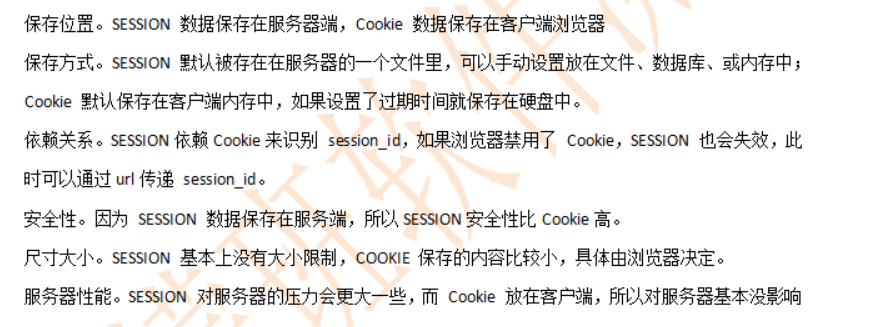 保存位置。SESSION 数据保存在服务器端，Cookie 数据保存在客户端浏览器
保存方式。SESSION 默认被存在在服务器的一个文件里，可以手动设置放在文件、数据库、或内存中；
Cookie 默认保存在客户端内存中，如果设置了过期时间就保存在硬盘中。
依赖关系。SESSION 依赖 Cookie 来识别 session_id，如果浏览器禁用了 Cookie，SESSION 也会失效，此
时可以通过 url 传递 session_id。
安全性。因为 SESSION 数据保存在服务端，所以 SESSION 安全性比 Cookie 高。
尺寸大小。SESSION 基本上没有大小限制，COOKIE 保存的内容比较小，具体由浏览器决定。
服务器性能。SESSION 对服务器的压力会更大一些，而 Cookie 放在客户端，所以对服务器基本没影响